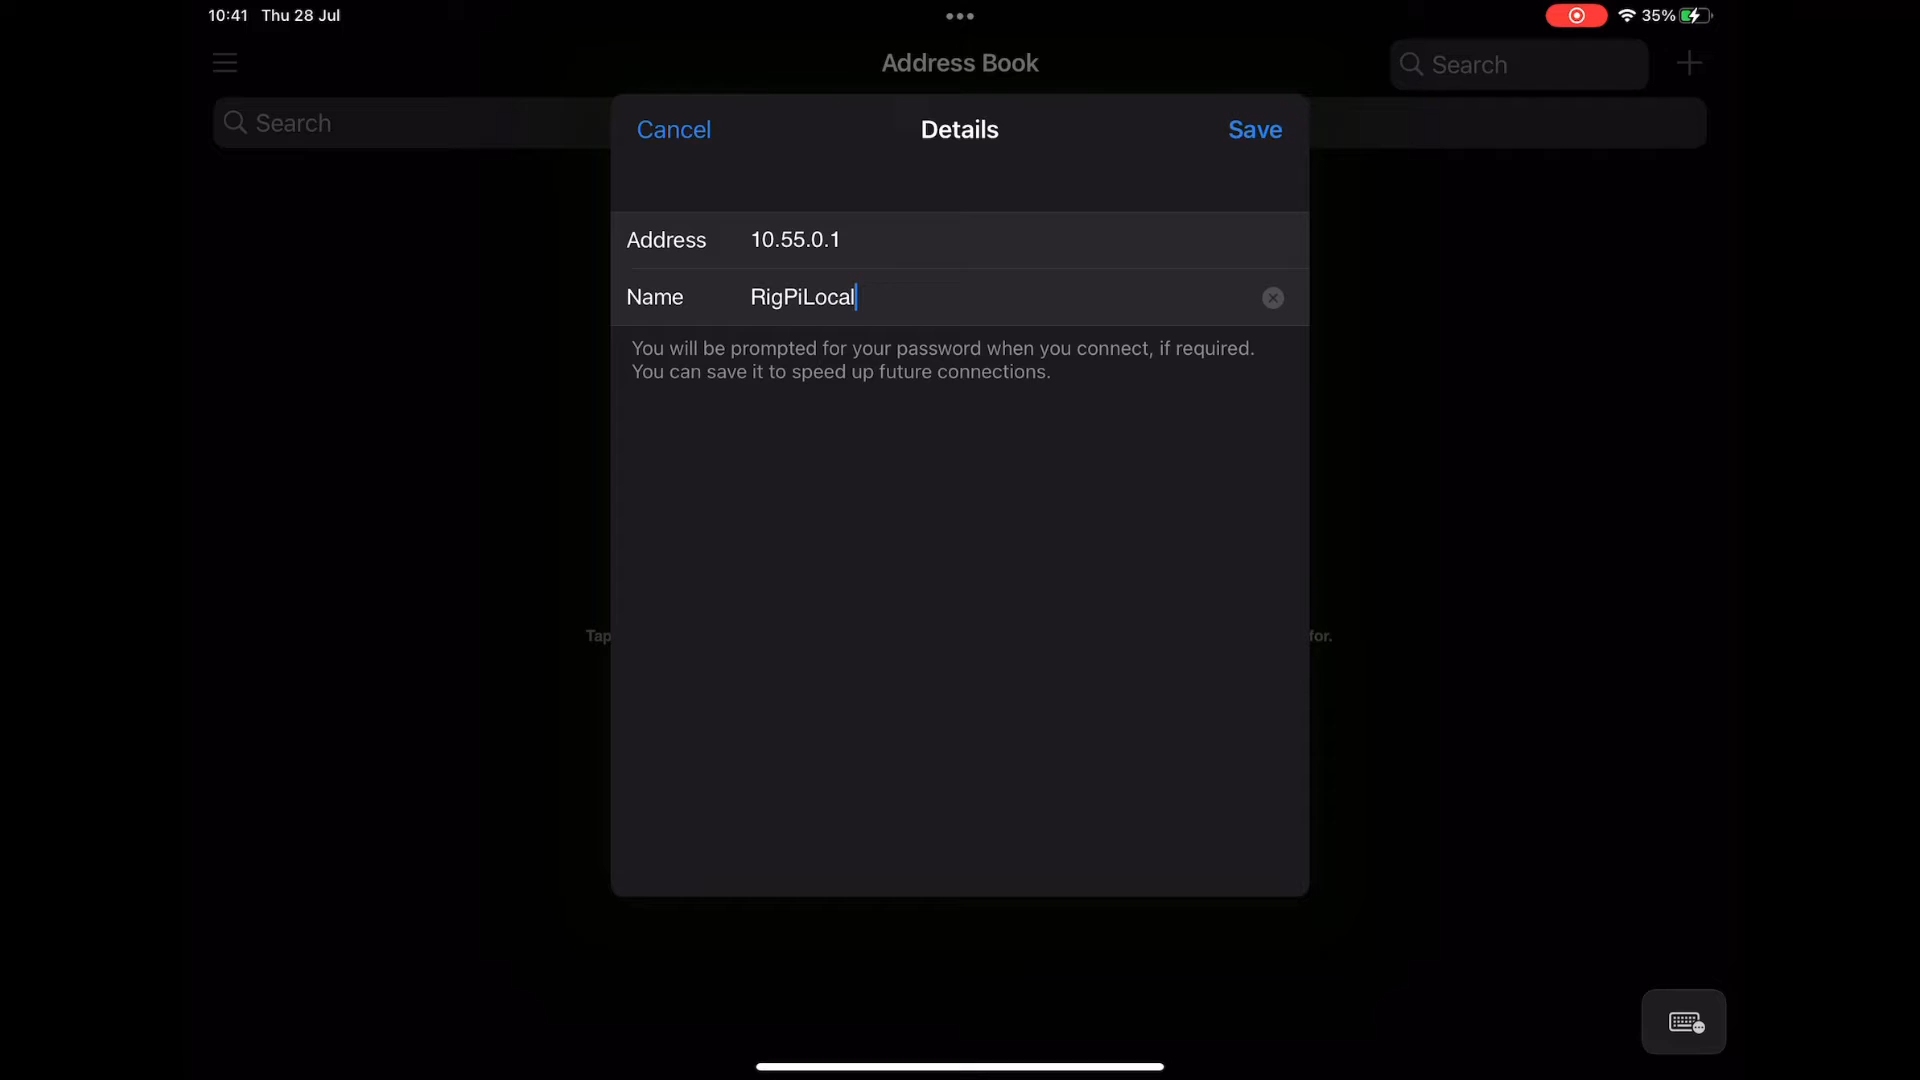 10:41 Thu 28 Jul
35%
Address Book
Search
Search
Cancel
Details
Save
Address 10.55.0.1
Name RigPiLocal
You will be prompted for your password when you connect, if required.
You can save it to speed up future connections.
Tap
for.